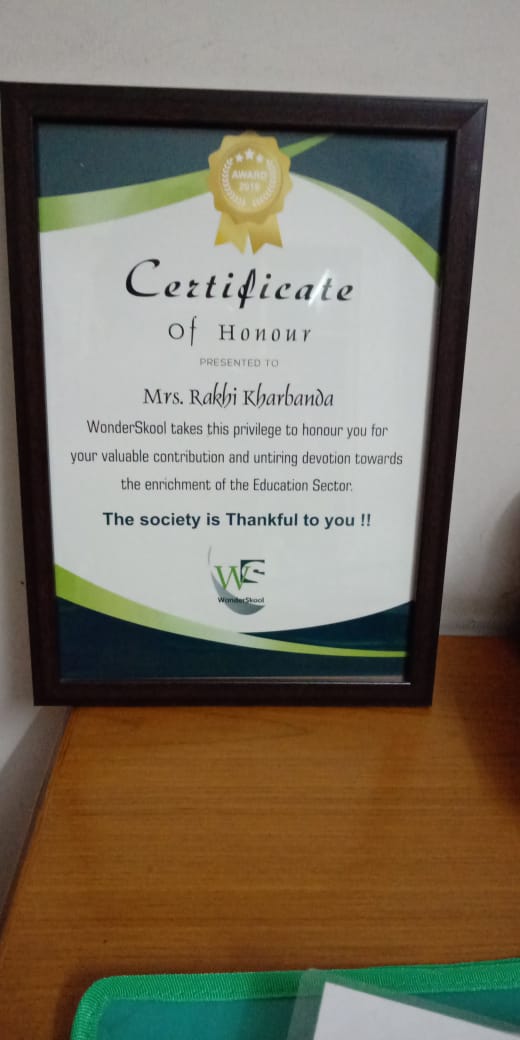 AWARD
2019
Certificate
Of Honour
PRESENTED TO
Mrs. Rakhi Kharbanda
WonderSkool takes this privilege to honour you for
your valuable contribution and untiring devotion towards
the enrichment of the Education Sector.
The society is Thankful to you !!
WS
WonderSkool